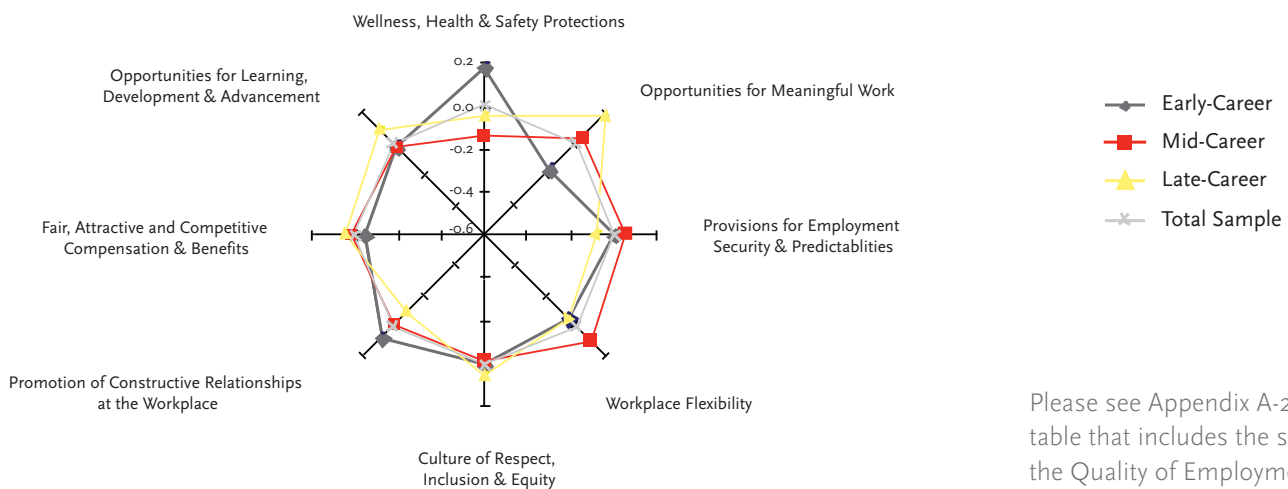 Wellness, Health & Safety Protections
Opportunities for Learning,
Development & Advancement
Opportunities for Meaningful Work
0.2
0.0
-0.2
-0.4
-0.6
Early-Career
Mid-Career
Late-Career
Total Sample
Fair, Attractive and Competitive
Compensation & Benefits
Provisions for Employment
Security & Predictablities
Promotion of Constructive Relationships
at the Workplace
Workplace Flexibility
Culture of Respect,
Inclusion & Equity
Please see Appendix A-2
table that includes the s
the Quality of Employm